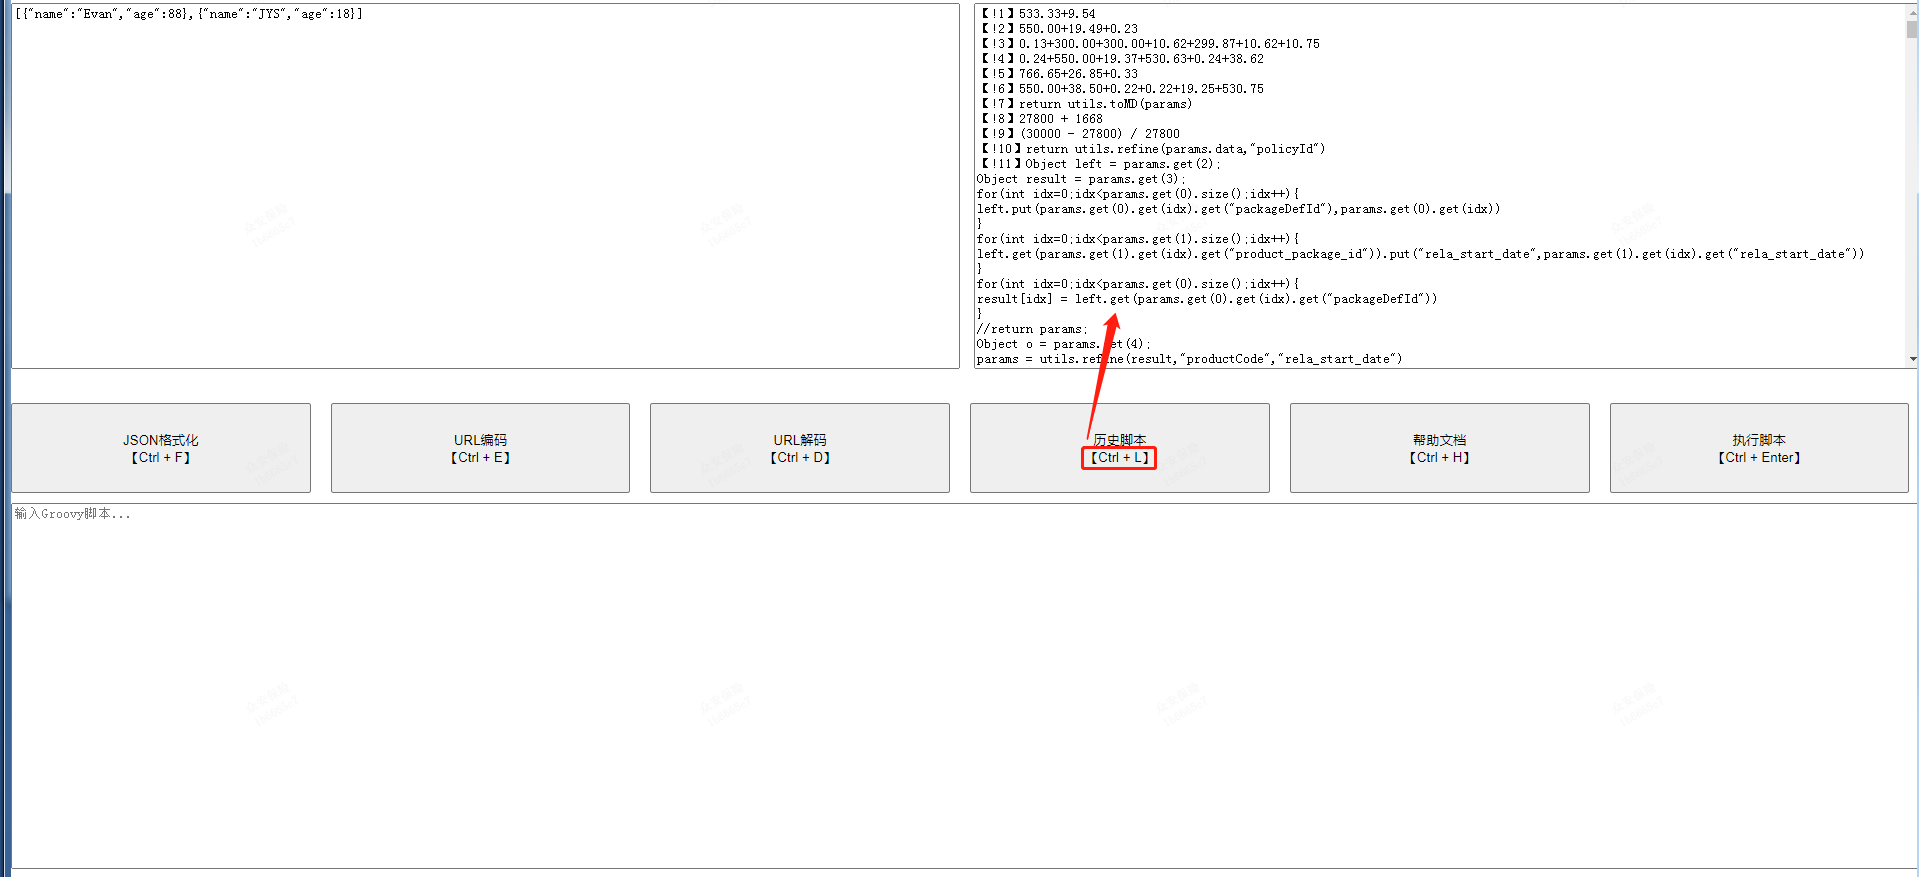 [{"name":"Evan","age":88},{"name":"JYS","age":18}]
【!1】533.33+9.54
【!2】550.00+19.49+0.23
【!3】0.13+300.00+300.00+10.62+299.87+10.62+10.75
【!4】0.24+550.00+19.37+530.63+0.24+38.62
【!5】766.65+26.85+0.33
【!6】550.00+38.50+0.22+0.22+19.25+530.75
【!7】return utils.toMD(params)
【!8】27800 + 1668
【!9】(30000 - 27800) / 27800
【!10】return utils.refine(params.data,"policyId")
【!11】Object left = params.get(2);
Object result = params.get(3);
for(int idx=0;idx<params.get(0).size();idx++){
left.put(params.get(0).get(idx).get("packageDefId"),params.get(0).get(idx))
}
for(int idx=0;idx<params.get(1).size();idx++){
left.get(params.get(1).get(idx).get("product_package_id")).put("rela_start_date",params.get(1).get(idx).get("rela_start_date"))
}
for(int idx=0;idx<params.get(0).size();idx++){
result[idx] = left.get(params.get(0).get(idx).get("packageDefId"))
}
//return params;
Object o = params.get(4);
params = utils.refine(result,"productCode","rela_start_date")
JSON格式化
【Ctrl + F】
URL编码
【Ctrl + E】
URL解码
【Ctrl + D】
历史脚本
【Ctrl + L】
帮助文档
【Ctrl + H】
执行脚本
【Ctrl + Enter】
输入Groovy脚本...